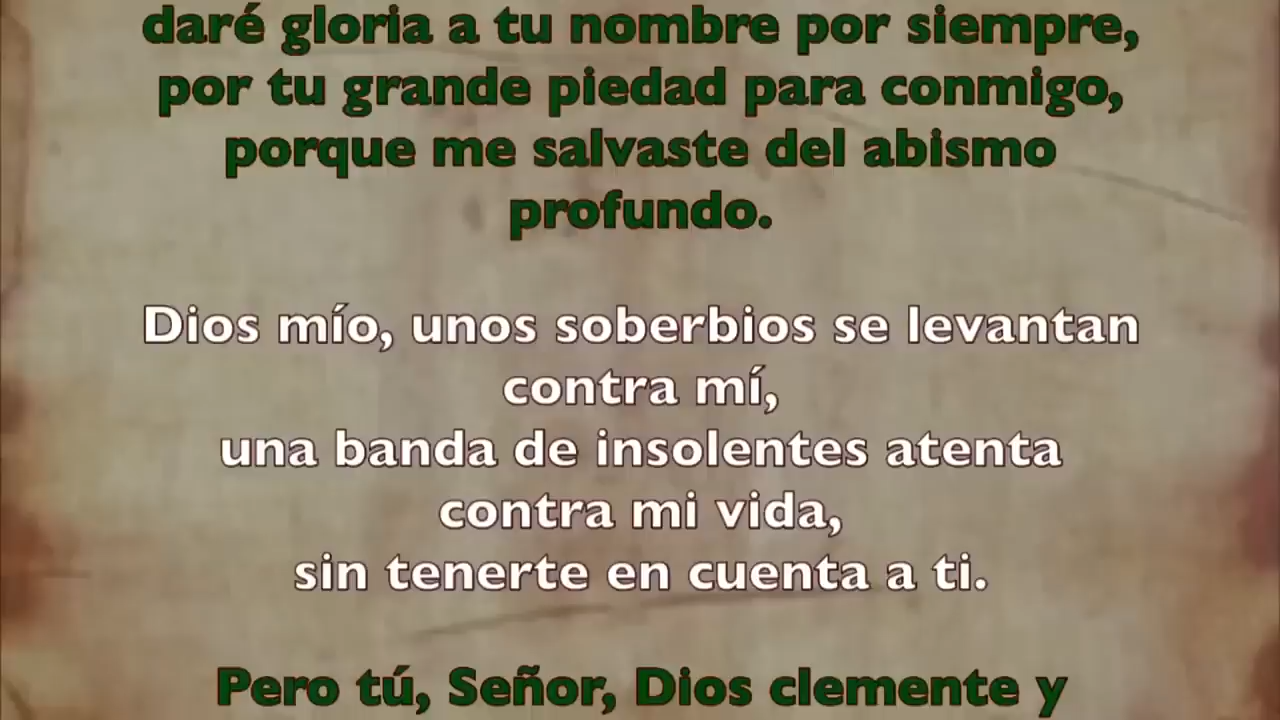 daré gloria a tu nombre por siempre,
por tu grande piedad para conmigo,
porque me salvaste del abismo
profundo.
Dios mío, unos soberbios se levantan
contra mí,
una banda de insolentes atenta
contra mi vida,
sin tenerte en cuenta a ti.
Pero tú, Señor, Dios clemente y